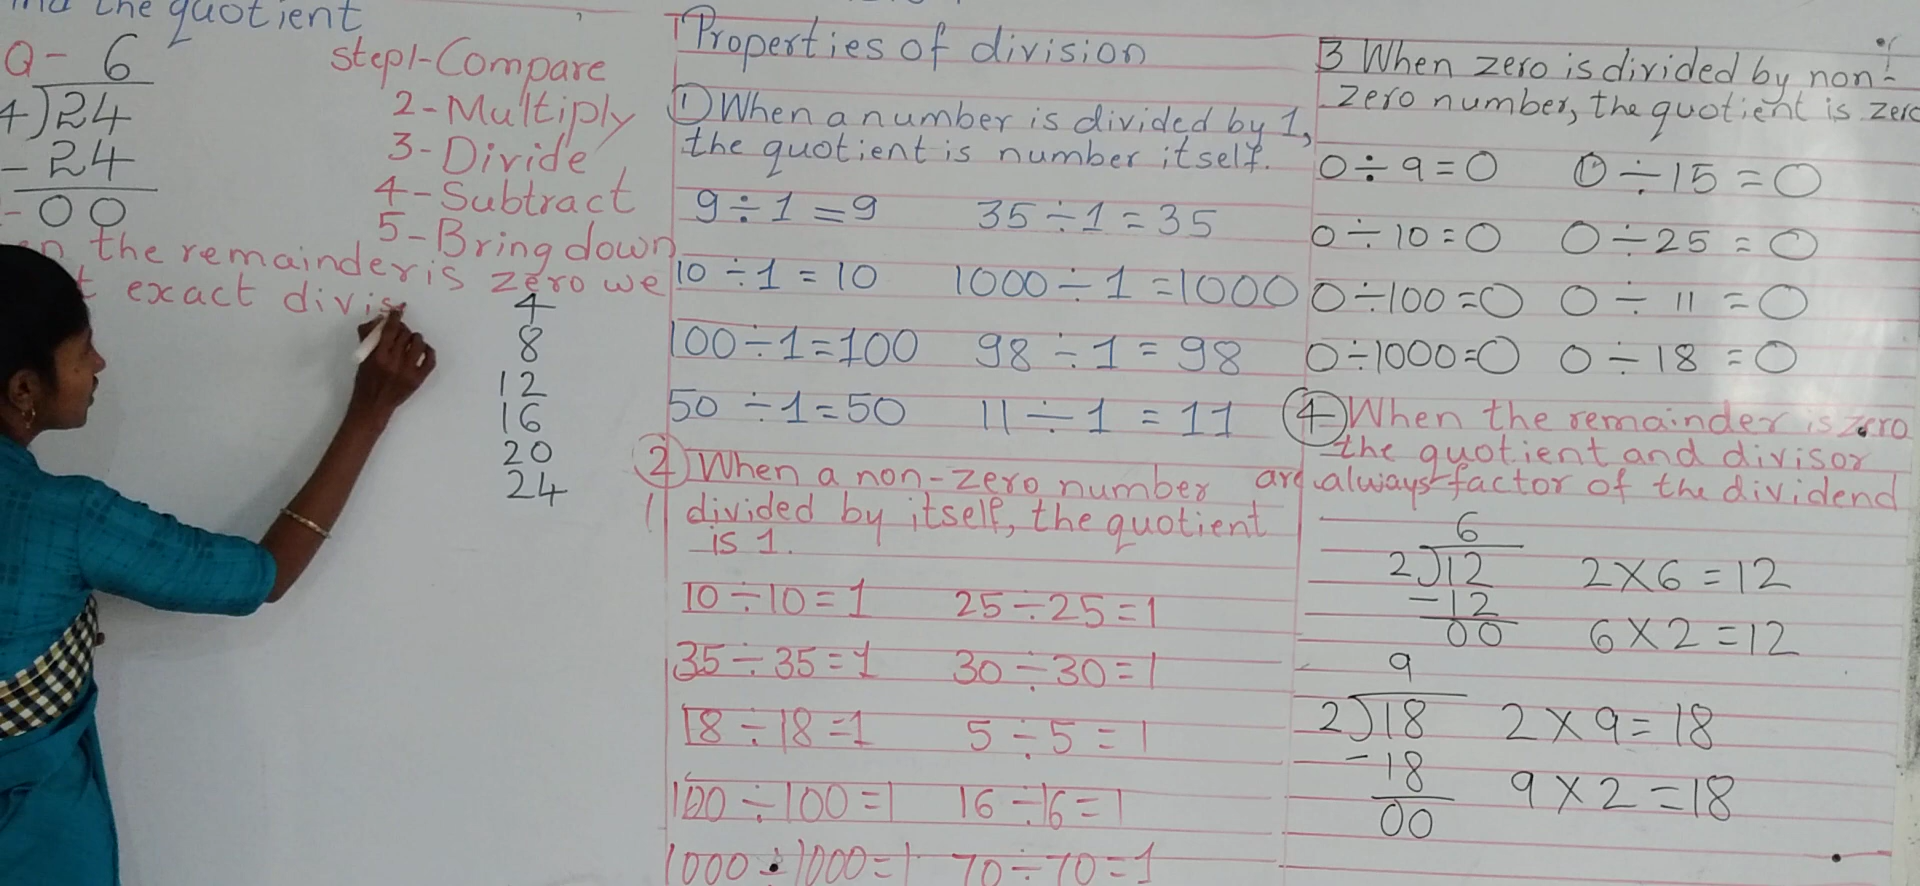 the quotient
Q- 6
4)24
- 24
- 00
step1-Compare
2-Multiply
3-Divide
4-Subtract
5-Bring down
the remainder is zero we
exact divis
4
8
12
16
20
24
Properties of division
① When a number is divided by 1,
the quotient is number itself.
9÷1=9 35÷1=35
10÷1=10 1000÷1=1000
100÷1=100 98÷1=98
50÷1=50 11÷1=11
② When a non-zero number
divided by itself, the quotient
is 1.
10÷10=1 25÷25=1
35÷35=1 30÷30=1
18÷18=1 5÷5=1
100÷100=1 16÷16=1
1000÷1000=1 70÷70=1
3 When zero is divided by non-
zero number, the quotient is zero
0÷9=0 0÷15=0
0÷10=0 0÷25=0
0÷100=0 0÷11=0
0÷1000=0 0÷18=0
④ When the remainder is zero
the quotient and divisor
are always factor of the dividend
6
2)12 2×6=12
-12
00 6×2=12
9
2)18 2×9=18
-18
00 9×2=18